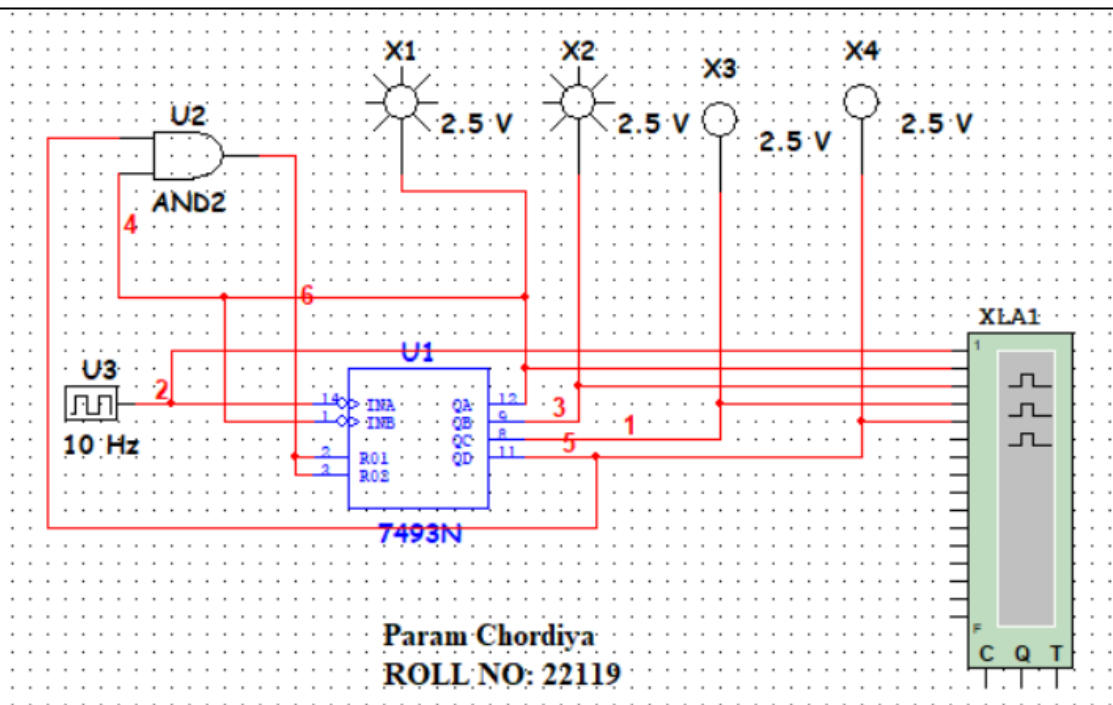 X1
X2
X3
X4
U2
2.5 V
2.5 V
2.5 V
2.5 V
AND2
4
6
XLA1
1
U1
U3
2
14
INA
QA
12
3
1
INB
QB
9
1
10 Hz
QC
8
5
2
R01
QD
11
3
R02
7493N
F
Param Chordiya
ROLL NO: 22119
C Q T